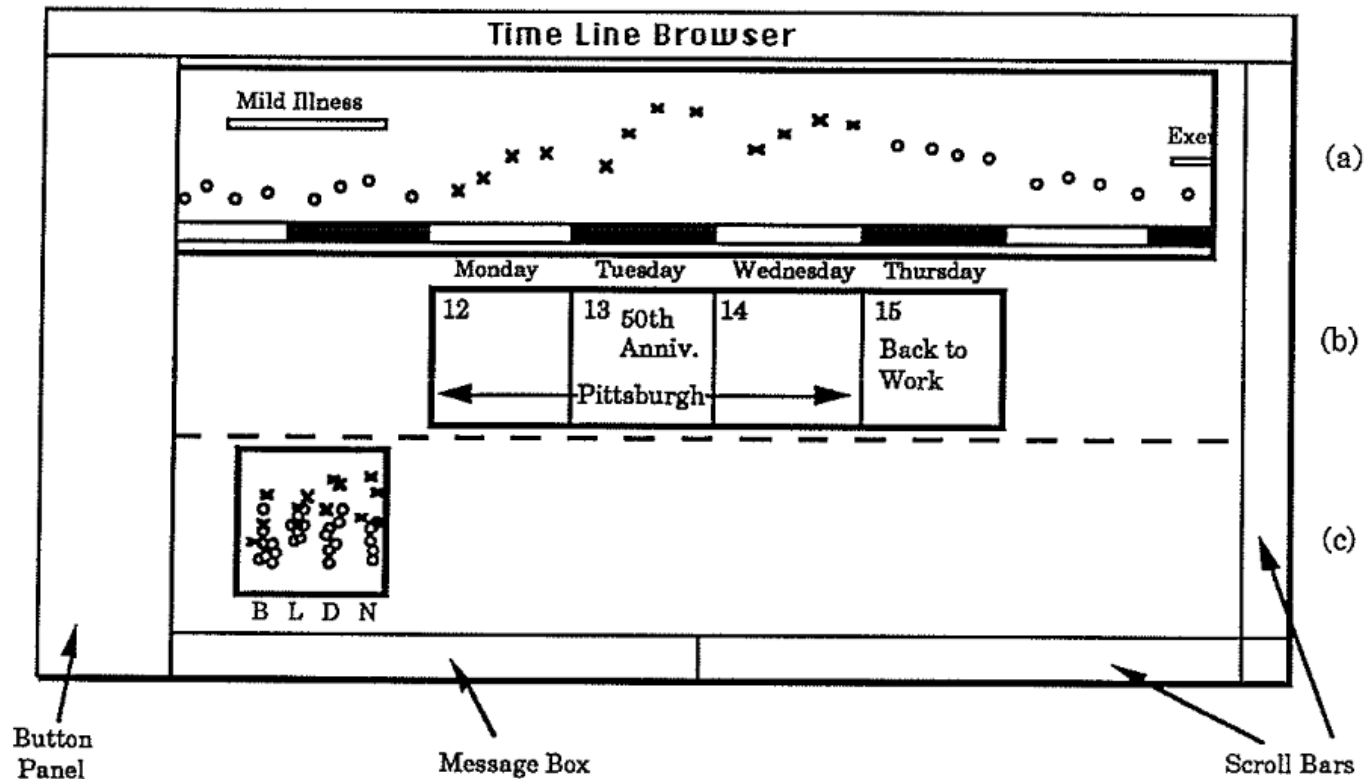 Time Line Browser
Mild Illness
Exer
(a)
Monday Tuesday Wednesday Thursday
12 13 50th Anniv. 14 15 Back to Work
Pittsburgh
(b)
(c)
B L D N
Button Panel
Message Box
Scroll Bars